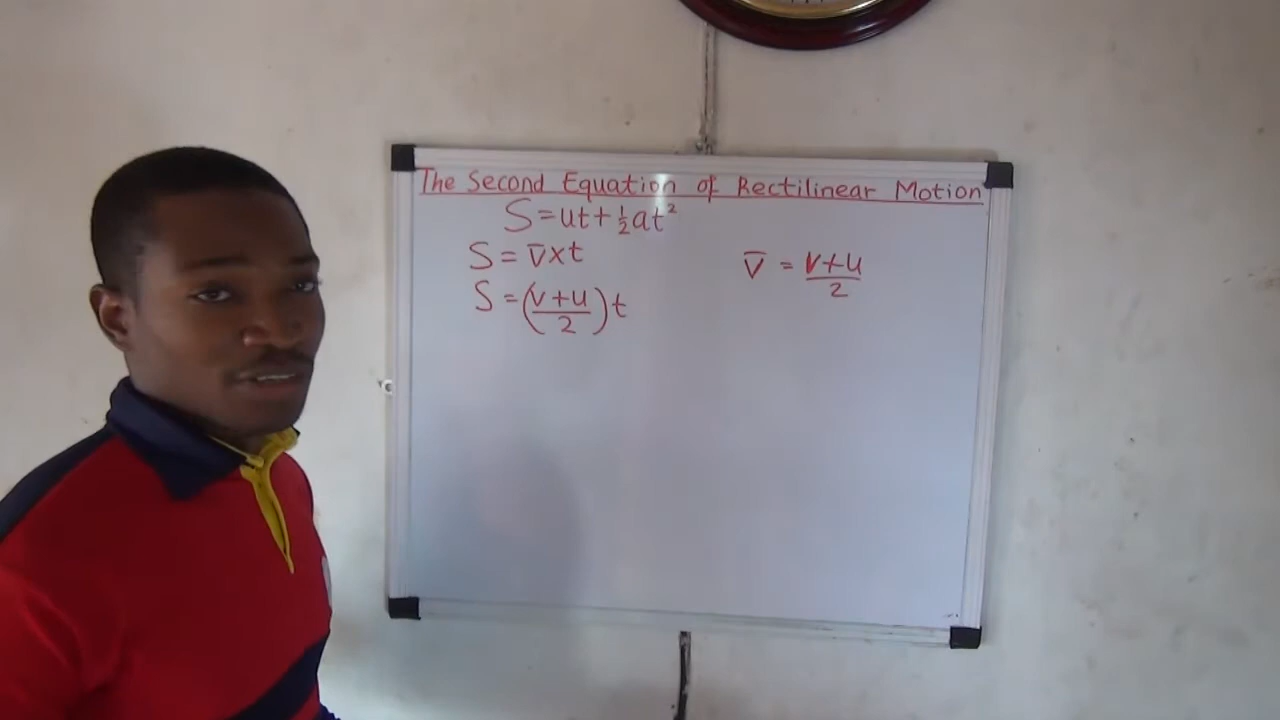 The Second Equation of Rectilinear Motion
S = ut + ½at²
S = v̄ x t
v̄ = v+u/2
S = (v+u/2)t